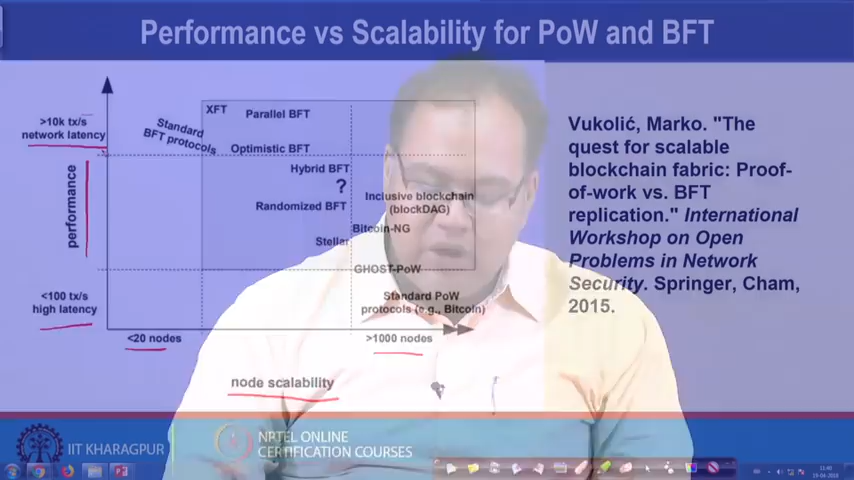 Performance vs Scalability for PoW and BFT
>10k tx/s
network latency
performance
<100 tx/s
high latency
XFT
Parallel BFT
Standard
BFT protocols
Optimistic BFT
Hybrid BFT
?
Randomized BFT
Inclusive blockchain
(blockDAG)
Bitcoin-NG
Stellar
GHOST-PoW
Standard PoW
protocols (e.g., Bitcoin)
<20 nodes
>1000 nodes
node scalability
Vukolić, Marko. "The
quest for scalable
blockchain fabric: Proof-
of-work vs. BFT
replication." International
Workshop on Open
Problems in Network
Security. Springer, Cham,
2015.
IIT KHARAGPUR
NPTEL ONLINE
CERTIFICATION COURSES